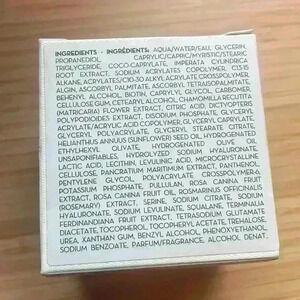 INGREDIENTS - INGRÉDIENTS: AQUA/WATER/EAU, GLYCERIN,
PROPANEDIOL, CAPRYLIC/CAPRIC/MYRISTIC/STEARIC
TRIGLYCERIDE, COCO-CAPRYLATE, IMPERATA CYLINDRICA
ROOT EXTRACT, SODIUM ACRYLATES COPOLYMER, C13-15
ALKANE, ACRYLATES/C10-30 ALKYL ACRYLATE CROSSPOLYMER,
ALGIN, ASCORBYL PALMITATE, ASCORBYL TETRAISOPALMITATE,
BEHENYL ALCOHOL, BIOTIN, CAPRYLYL GLYCOL, CARBOMER,
CELLULOSE GUM, CETEARYL ALCOHOL, CHAMOMILLA RECUTITA
(MATRICARIA) FLOWER EXTRACT, CITRIC ACID, DICTYOPTERIS
POLYPODIOIDES EXTRACT, DISODIUM PHOSPHATE, GLYCERYL
ACRYLATE/ACRYLIC ACID COPOLYMER, GLYCERYL CAPRYLATE,
GLYCERYL POLYACRYLATE, GLYCERYL STEARATE CITRATE,
HELIANTHUS ANNUUS (SUNFLOWER) SEED OIL, HYDROGENATED
ETHYLHEXYL OLIVATE, HYDROGENATED OLIVE OIL
UNSAPONIFIABLES, HYDROLYZED SODIUM HYALURONATE,
LACTIC ACID, LECITHIN, LEVULINIC ACID, MICROCRYSTALLINE
CELLULOSE, PANCRATIUM MARITIMUM EXTRACT, PANTHENOL,
PENTYLENE GLYCOL, POLYACRYLATE CROSSPOLYMER-6,
POTASSIUM PHOSPHATE, PULLULAN, ROSA CANINA FLOWER
EXTRACT, ROSA CANINA FRUIT OIL, ROSMARINUS OFFICINALIS
(ROSEMARY) EXTRACT, SERINE, SODIUM CITRATE, SODIUM
HYALURONATE, SODIUM LEVULINATE, SQUALANE, TERMINALIA
FERDINANDIANA FRUIT EXTRACT, TETRASODIUM GLUTAMATE
DIACETATE, TOCOPHEROL, TOCOPHERYL ACETATE, TRILAURETH-4
UREA, XANTHAN GUM, BENZYL ALCOHOL, PHENOXYETHANOL
SODIUM BENZOATE, PARFUM/FRAGRANCE, ALCOHOL DENAT.